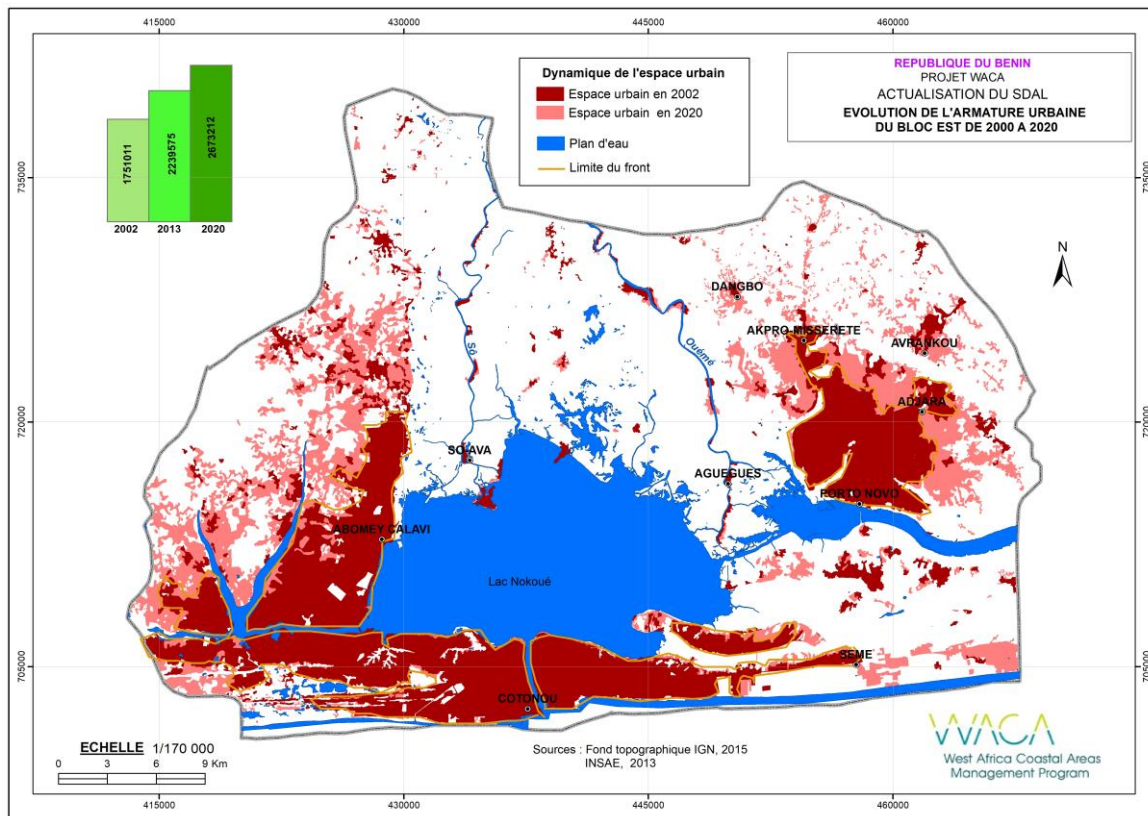 415000
430000
445000
460000
REPUBLIQUE DU BENIN
PROJET WACA
ACTUALISATION DU SDAL
EVOLUTION DE L'ARMATURE URBAINE
DU BLOC EST DE 2000 A 2020
Dynamique de l'espace urbain
Espace urbain en 2002
Espace urbain en 2020
Plan d'eau
Limite du front
1751011
2239575
2673212
2002
2013
2020
735000
735000
N
DANGBO
AKPRO-MISSERETE
AVRANKOU
Sô
Ouémé
ADJARA
720000
720000
SO-AVA
AGUEGUES
PORTO NOVO
ABOMEY CALAVI
Lac Nokoué
SEME
705000
705000
COTONOU
ECHELLE 1/170 000
0 3 6 9 Km
Sources : Fond topographique IGN, 2015
INSAE, 2013
WACA
West Africa Coastal Areas
Management Program
415000
430000
445000
460000